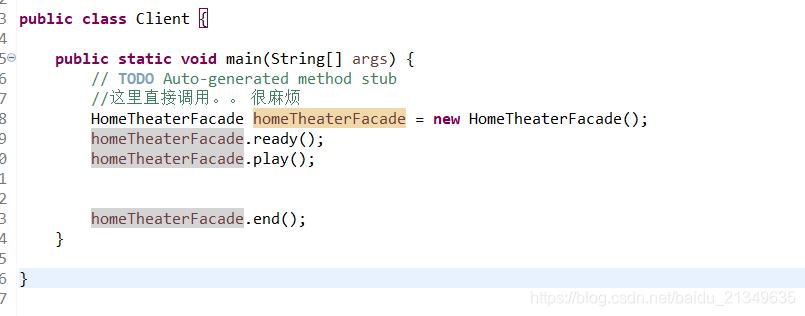 3 public class Client {
4
5 public static void main(String[] args) {
6 // TODO Auto-generated method stub
7 //这里直接调用。。 很麻烦
8 HomeTheaterFacade homeTheaterFacade = new HomeTheaterFacade();
9 homeTheaterFacade.ready();
0 homeTheaterFacade.play();
1
2
3 homeTheaterFacade.end();
4 }
5
6 }
7
https://blog.csdn.net/baidu_21349635